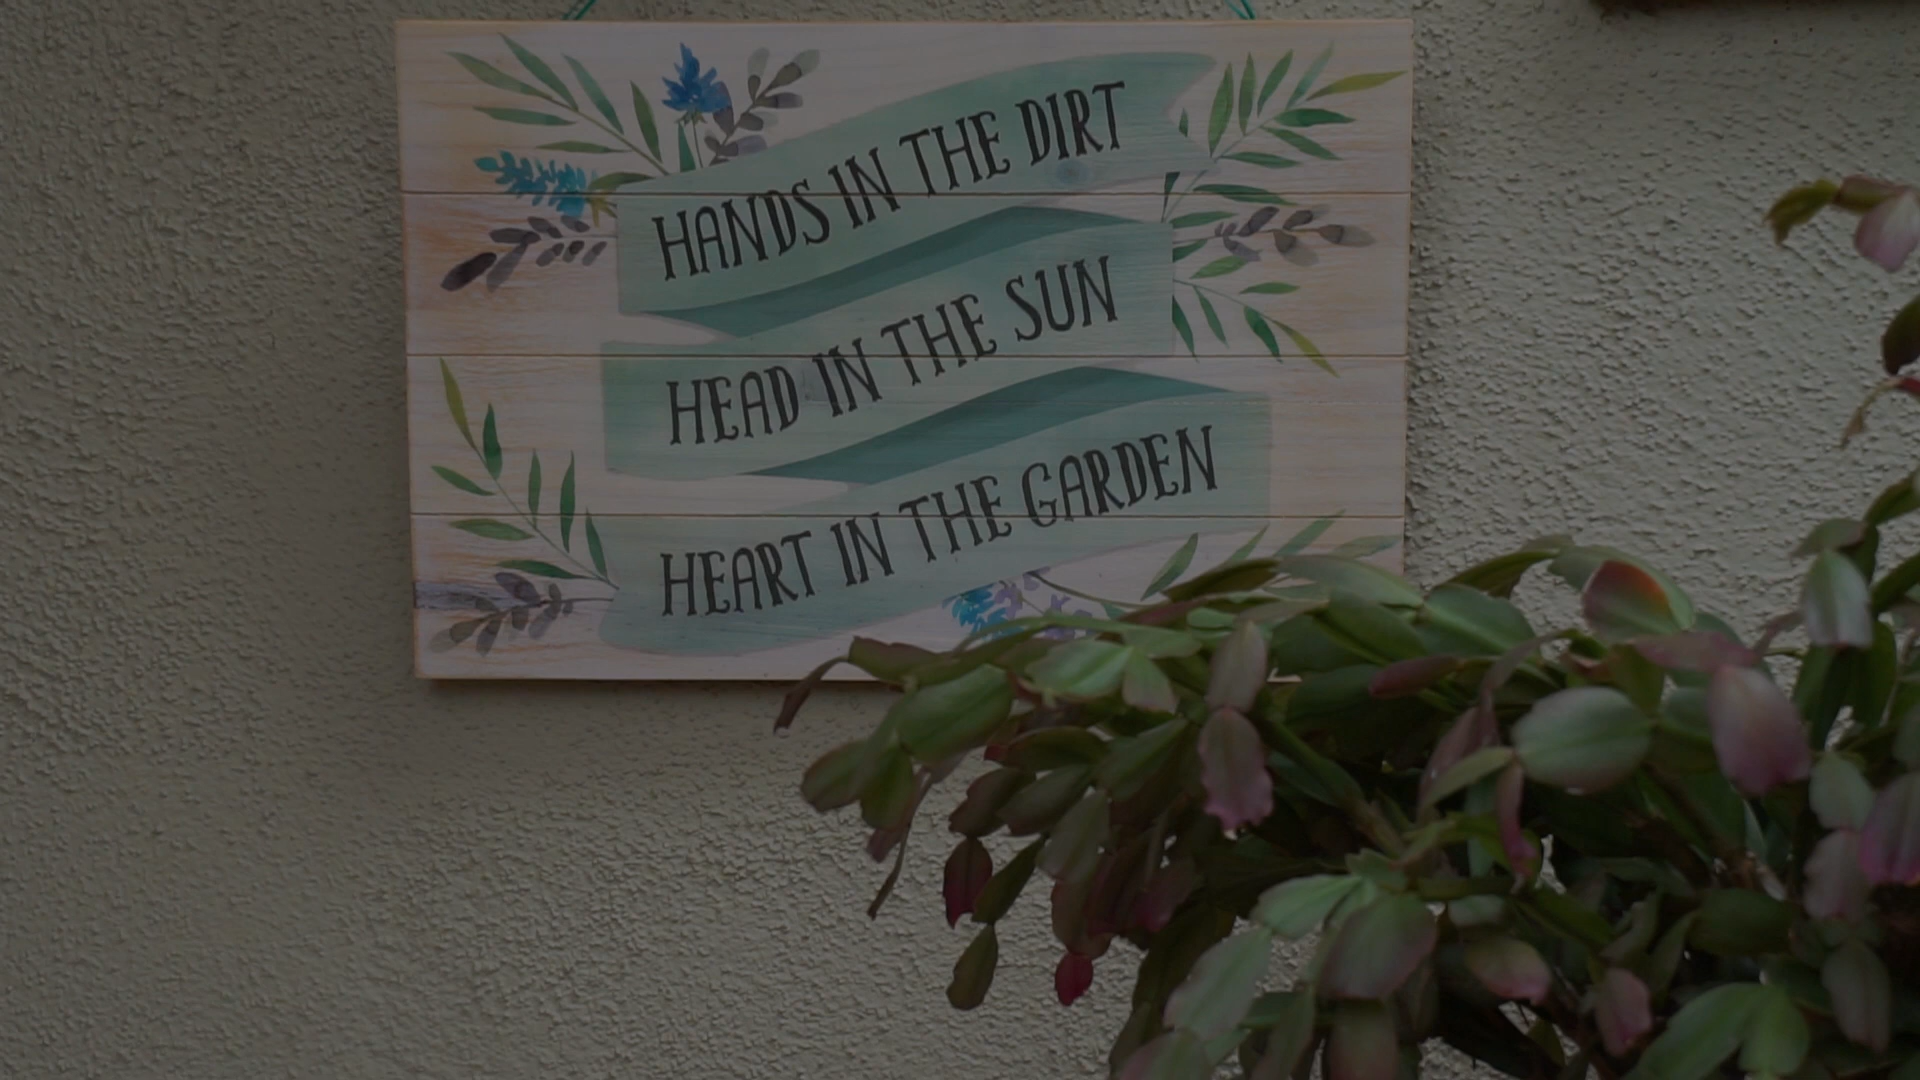 HANDS IN THE DIRT
HEAD IN THE SUN
HEART IN THE GARDEN